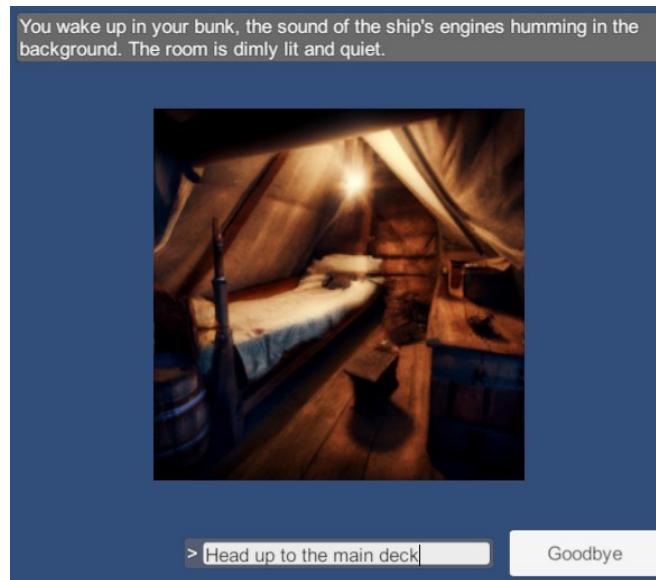 You wake up in your bunk, the sound of the ship's engines humming in the
background. The room is dimly lit and quiet.
> Head up to the main deck
Goodbye